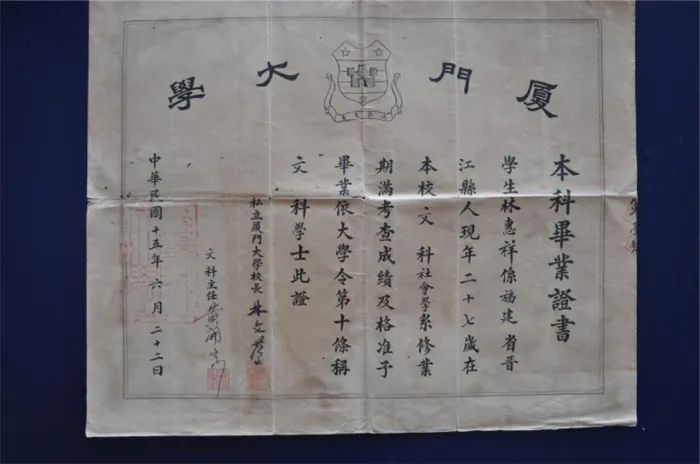 廈門大學
本科畢業證書
學生林惠祥係福建省晉
江縣人現年二十七歲在
本校文科社會學系修業
期滿考查成績及格准予
畢業依大學令第十條稱
文科學士此證
私立厦門大學校長 林文慶
文科主任
中華民國十五年六月二十二日